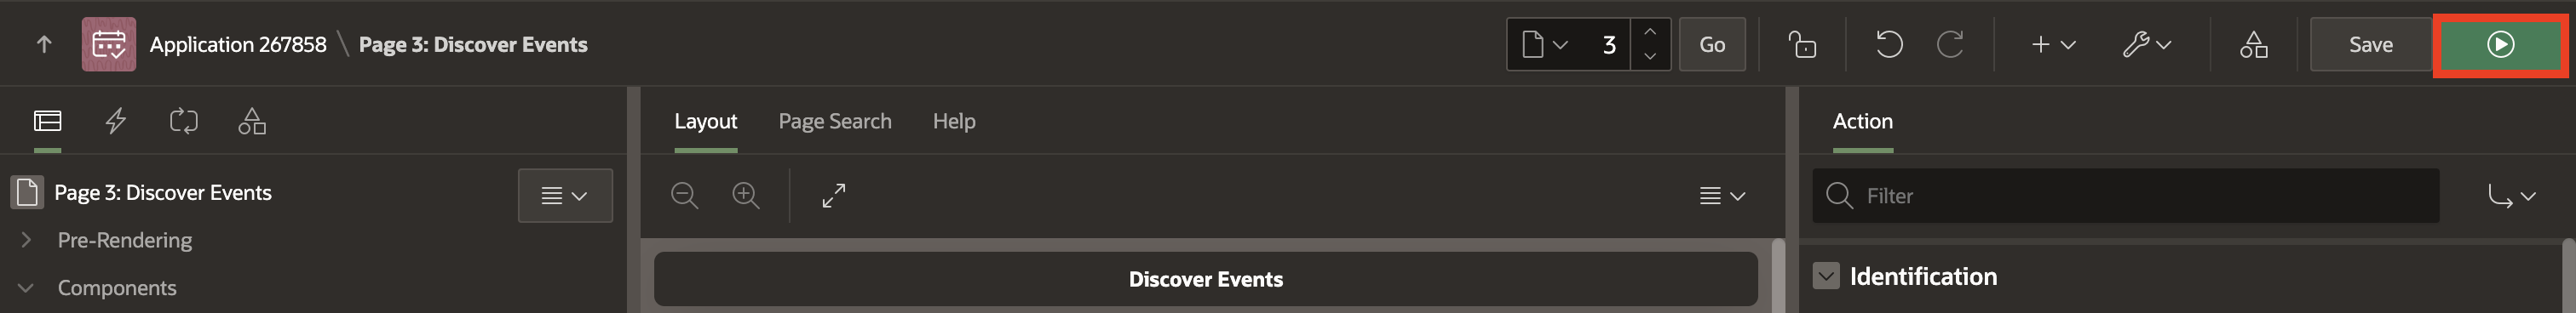 Application 267858 \ Page 3: Discover Events
3 Go Save
Layout Page Search Help
Action
Page 3: Discover Events
Filter
Pre-Rendering
Components
Discover Events
Identification